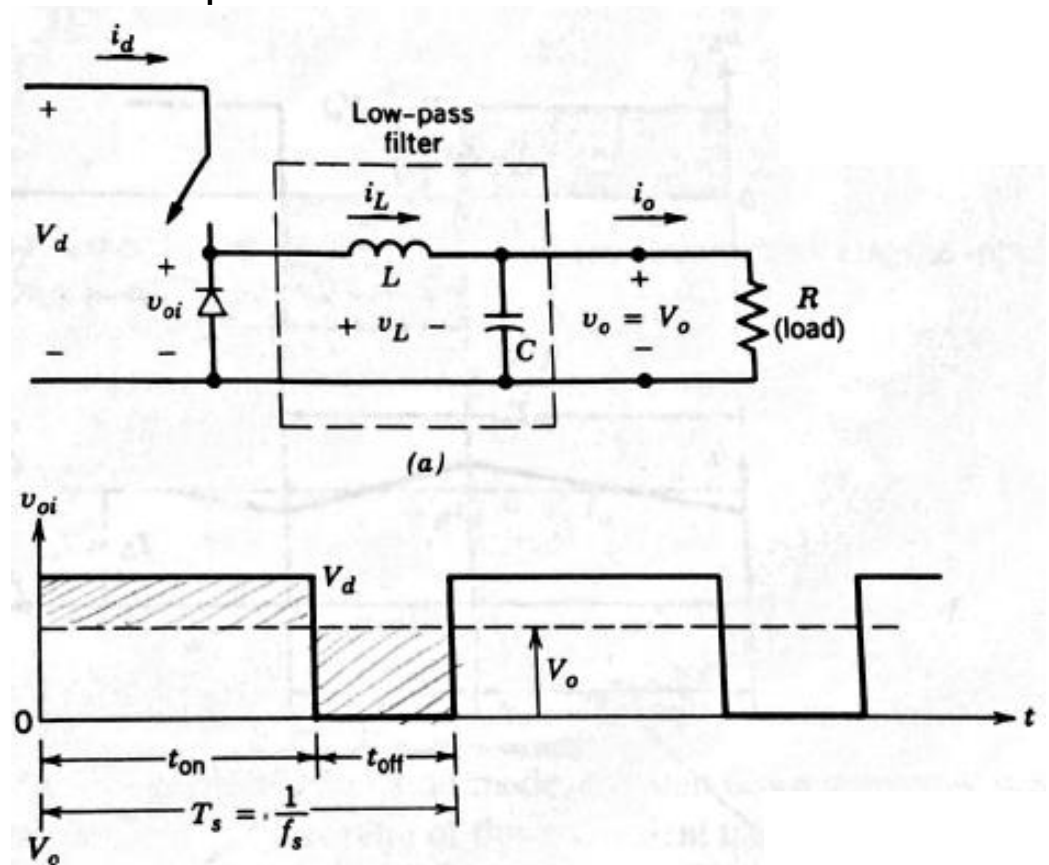 i_d
+
Low-pass
filter
i_L
i_o
V_d
+
L
+
R
(load)
v_oi
+ v_L −
C
v_o = V_o
−
−
−
(a)
v_oi
V_d
V_o
0
t
t_on
t_off
T_s = 1/f_s
V_o